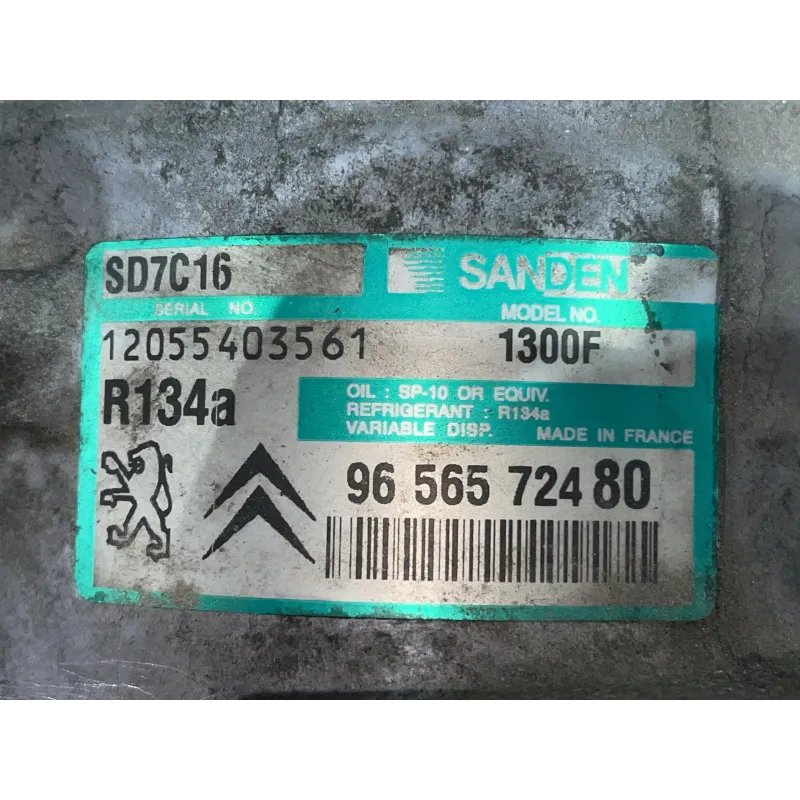 SD7C16 SANDEN
SERIAL NO. MODEL NO.
12055403561 1300F
R134a
OIL : SP-10 OR EQUIV.
REFRIGERANT : R134a
VARIABLE DISP. MADE IN FRANCE
96 565 724 80